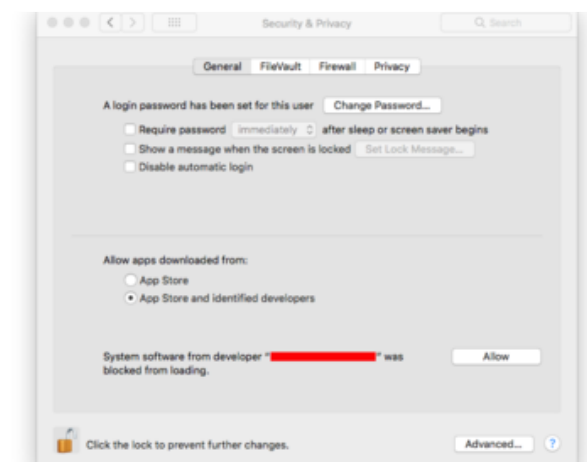 Security & Privacy
Search
General FileVault Firewall Privacy
A login password has been set for this user Change Password...
Require password immediately after sleep or screen saver begins
Show a message when the screen is locked Set Lock Message...
Disable automatic login
Allow apps downloaded from:
App Store
App Store and identified developers
System software from developer "" was Allow
blocked from loading.
Click the lock to prevent further changes. Advanced... ?